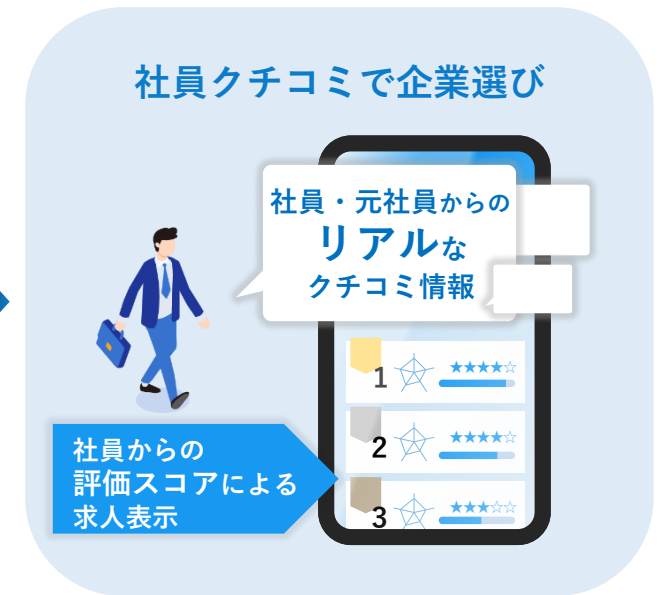 社員クチコミで企業選び
社員・元社員からの
リアルな
クチコミ情報
1 ★★★★☆
2 ★★★★☆
3 ★★★☆☆
社員からの
評価スコアによる
求人表示